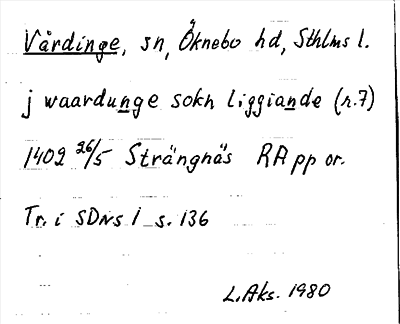 Vårdinge, sn, Öknebo hd, Sthlms l.
j waardunge sokn liggiande (r.7)
1402 26/5 Strängnäs RA pp or.
Tr. i SDns I s. 136
L. Aks. 1980